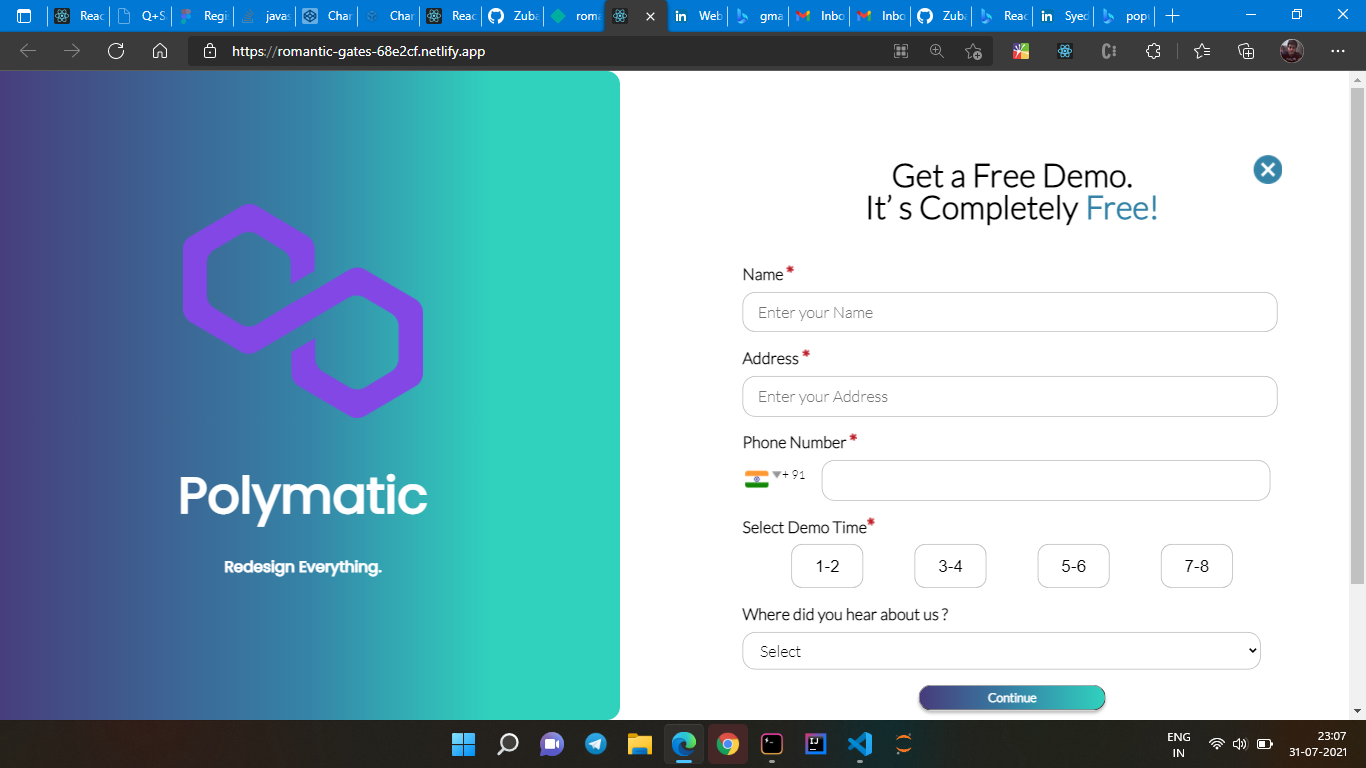 Reac
Q+S
Regi
javas
Char
Char
Reac
Zuba
roma
Web
gma
Inbo
Inbo
Zuba
Reac
Syed
popu
https://romantic-gates-68e2cf.netlify.app
Get a Free Demo.
It’ s Completely Free!
Name *
Enter your Name
Address *
Enter your Address
Phone Number *
+ 91
Select Demo Time*
1-2 3-4 5-6 7-8
Where did you hear about us ?
Select
Continue
Polymatic
Redesign Everything.
ENG
IN
23:07
31-07-2021